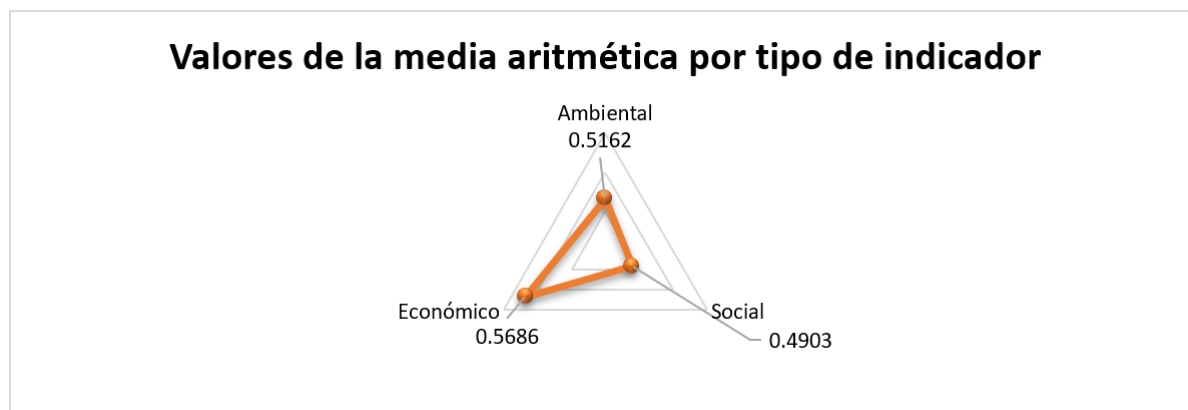 Valores de la media aritmética por tipo de indicador
Ambiental
0.5162
Económico
0.5686
Social
0.4903